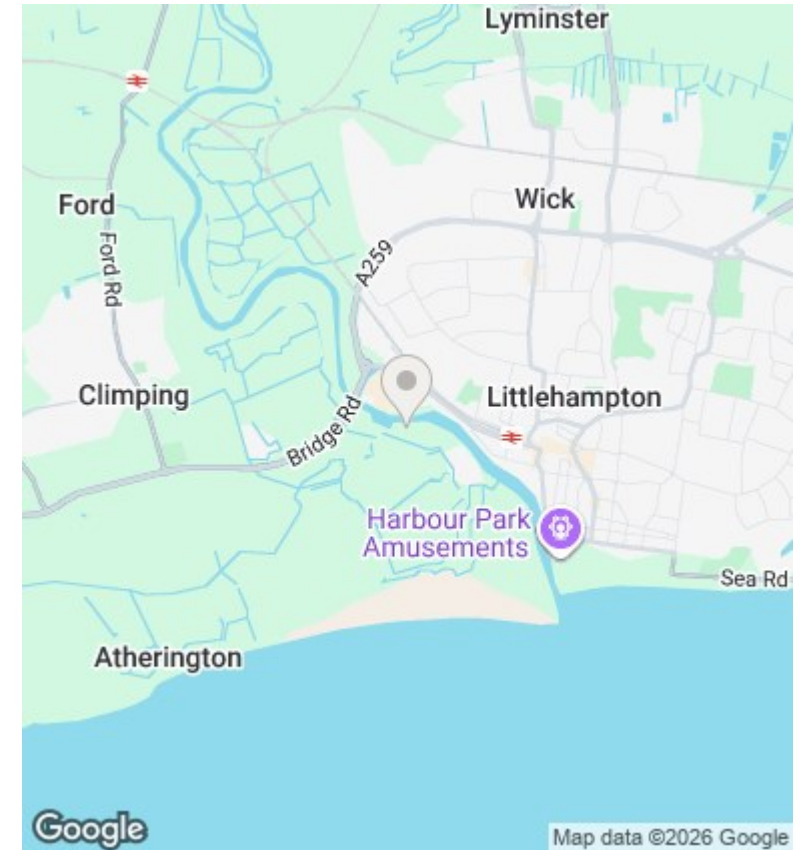 Lyminster
Wick
Ford
Ford Rd
A259
Climping
Littlehampton
Bridge Rd
Harbour Park
Amusements
Sea Rd
Atherington
Google
Map data ©2026 Google